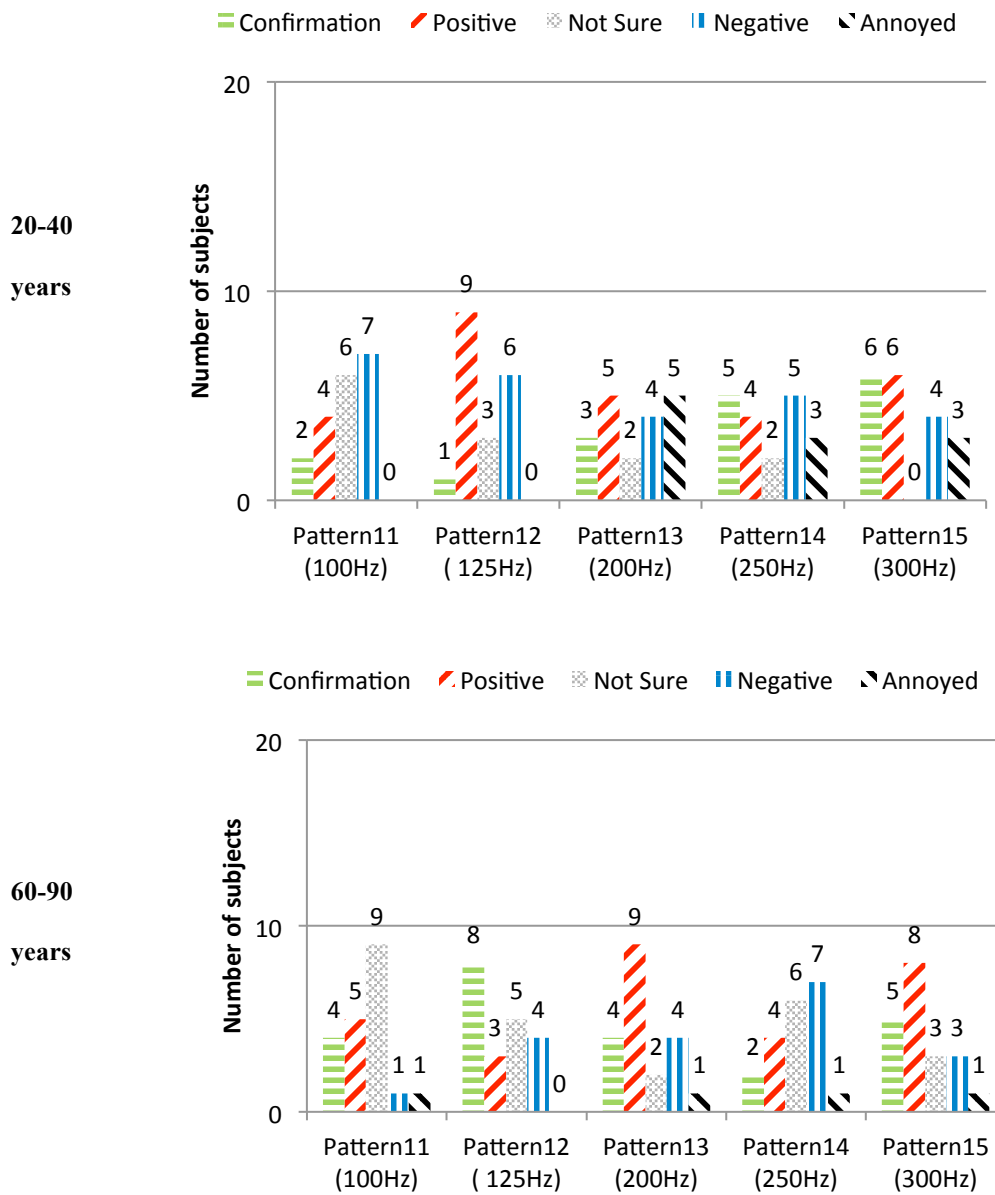 Confirmation Positive Not Sure Negative Annoyed
20-40
years
Number of subjects
20
10
0
2 4 6 7 0
1 9 3 6 0
3 5 2 4 5
5 4 2 5 3
6 6 0 4 3
Pattern11 Pattern12 Pattern13 Pattern14 Pattern15
(100Hz) ( 125Hz) (200Hz) (250Hz) (300Hz)
Confirmation Positive Not Sure Negative Annoyed
60-90
years
Number of subjects
20
10
0
4 5 9 1 1
8 3 5 4 0
4 9 2 4 1
2 4 6 7 1
5 8 3 3 1
Pattern11 Pattern12 Pattern13 Pattern14 Pattern15
(100Hz) ( 125Hz) (200Hz) (250Hz) (300Hz)